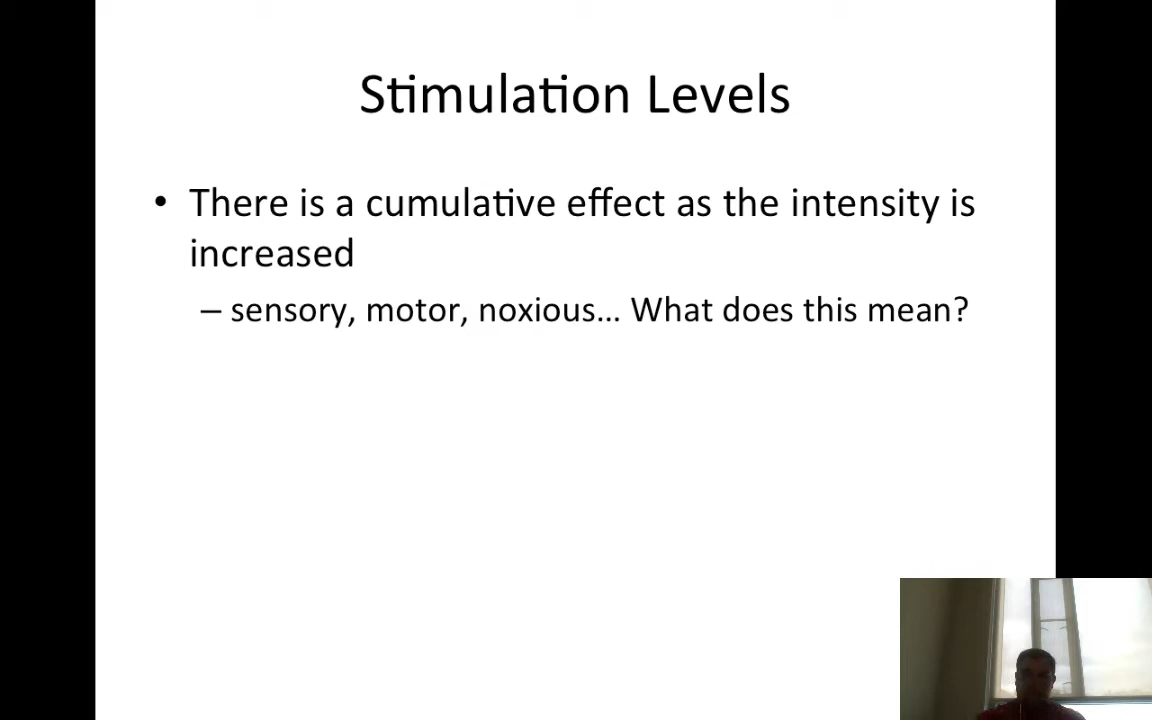 Stimulation Levels
• There is a cumulative effect as the intensity is
increased
– sensory, motor, noxious... What does this mean?